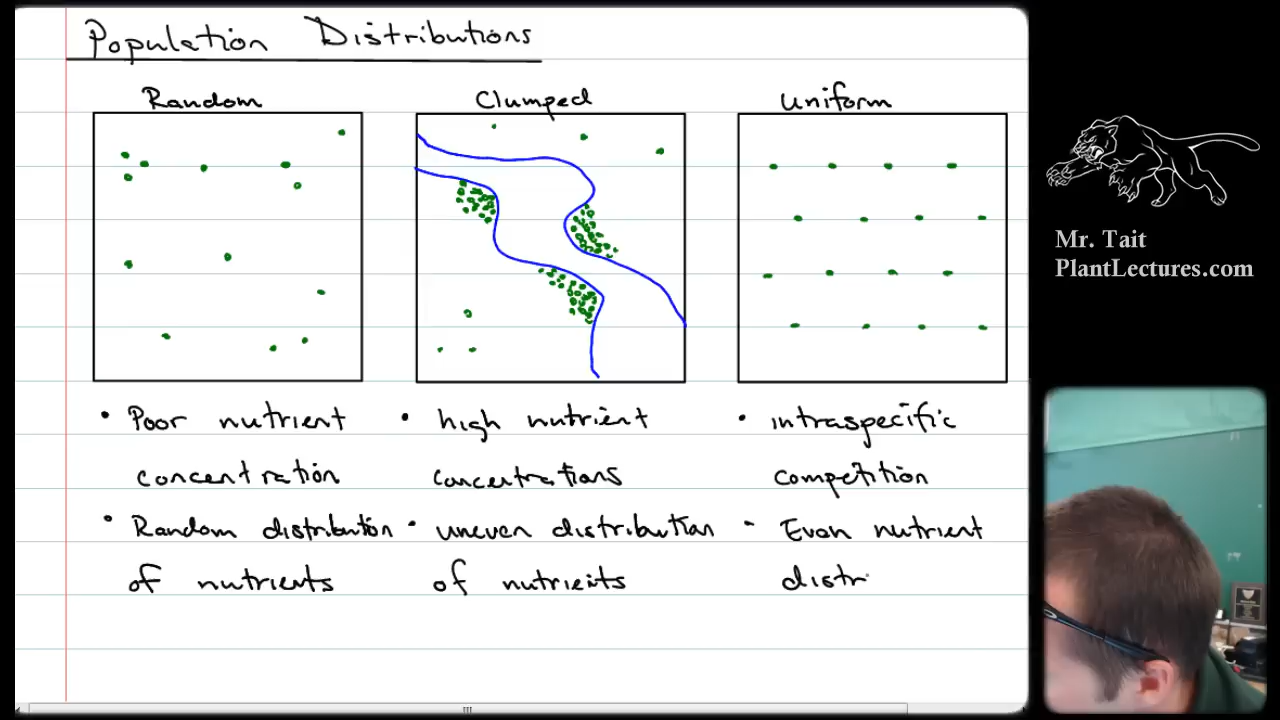 Population Distributions
Random
Clumped
Uniform
• Poor nutrient
concentration
• Random distribution
of nutrients
• high nutrient
concentrations
• uneven distribution
of nutrients
• intraspecific
competition
• Even nutrient
distr
Mr. Tait
PlantLectures.com